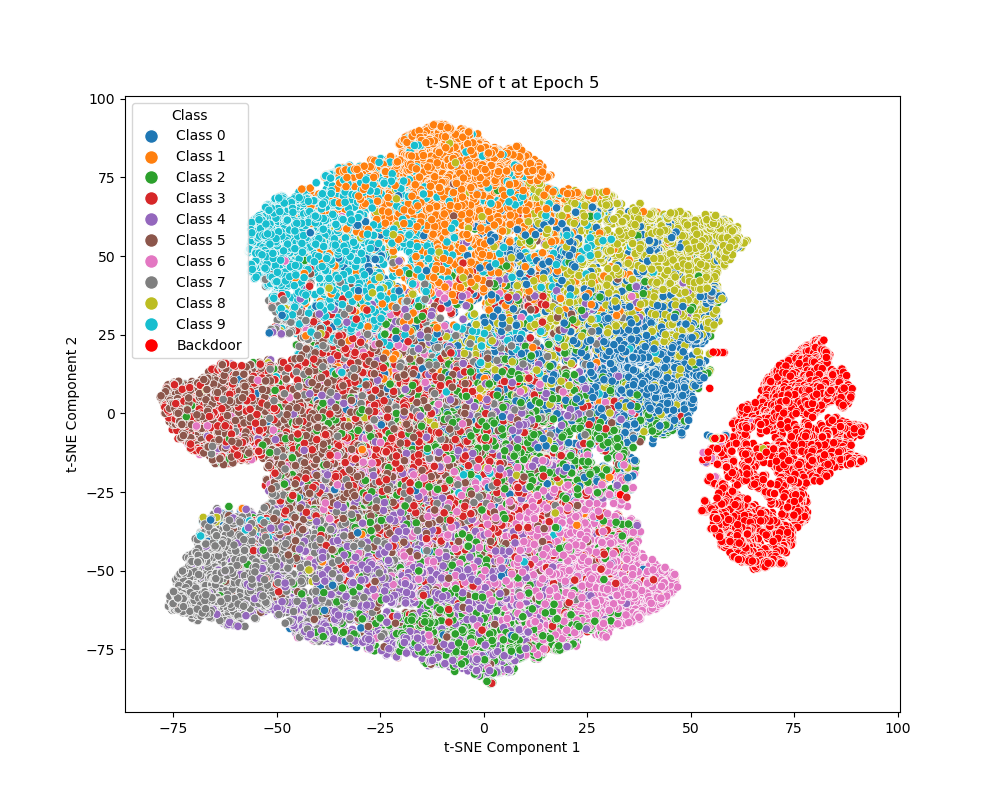 t-SNE of t at Epoch 5
100
75
50
25
0
−25
−50
−75
t-SNE Component 2
Class
Class 0
Class 1
Class 2
Class 3
Class 4
Class 5
Class 6
Class 7
Class 8
Class 9
Backdoor
−75 −50 −25 0 25 50 75 100
t-SNE Component 1